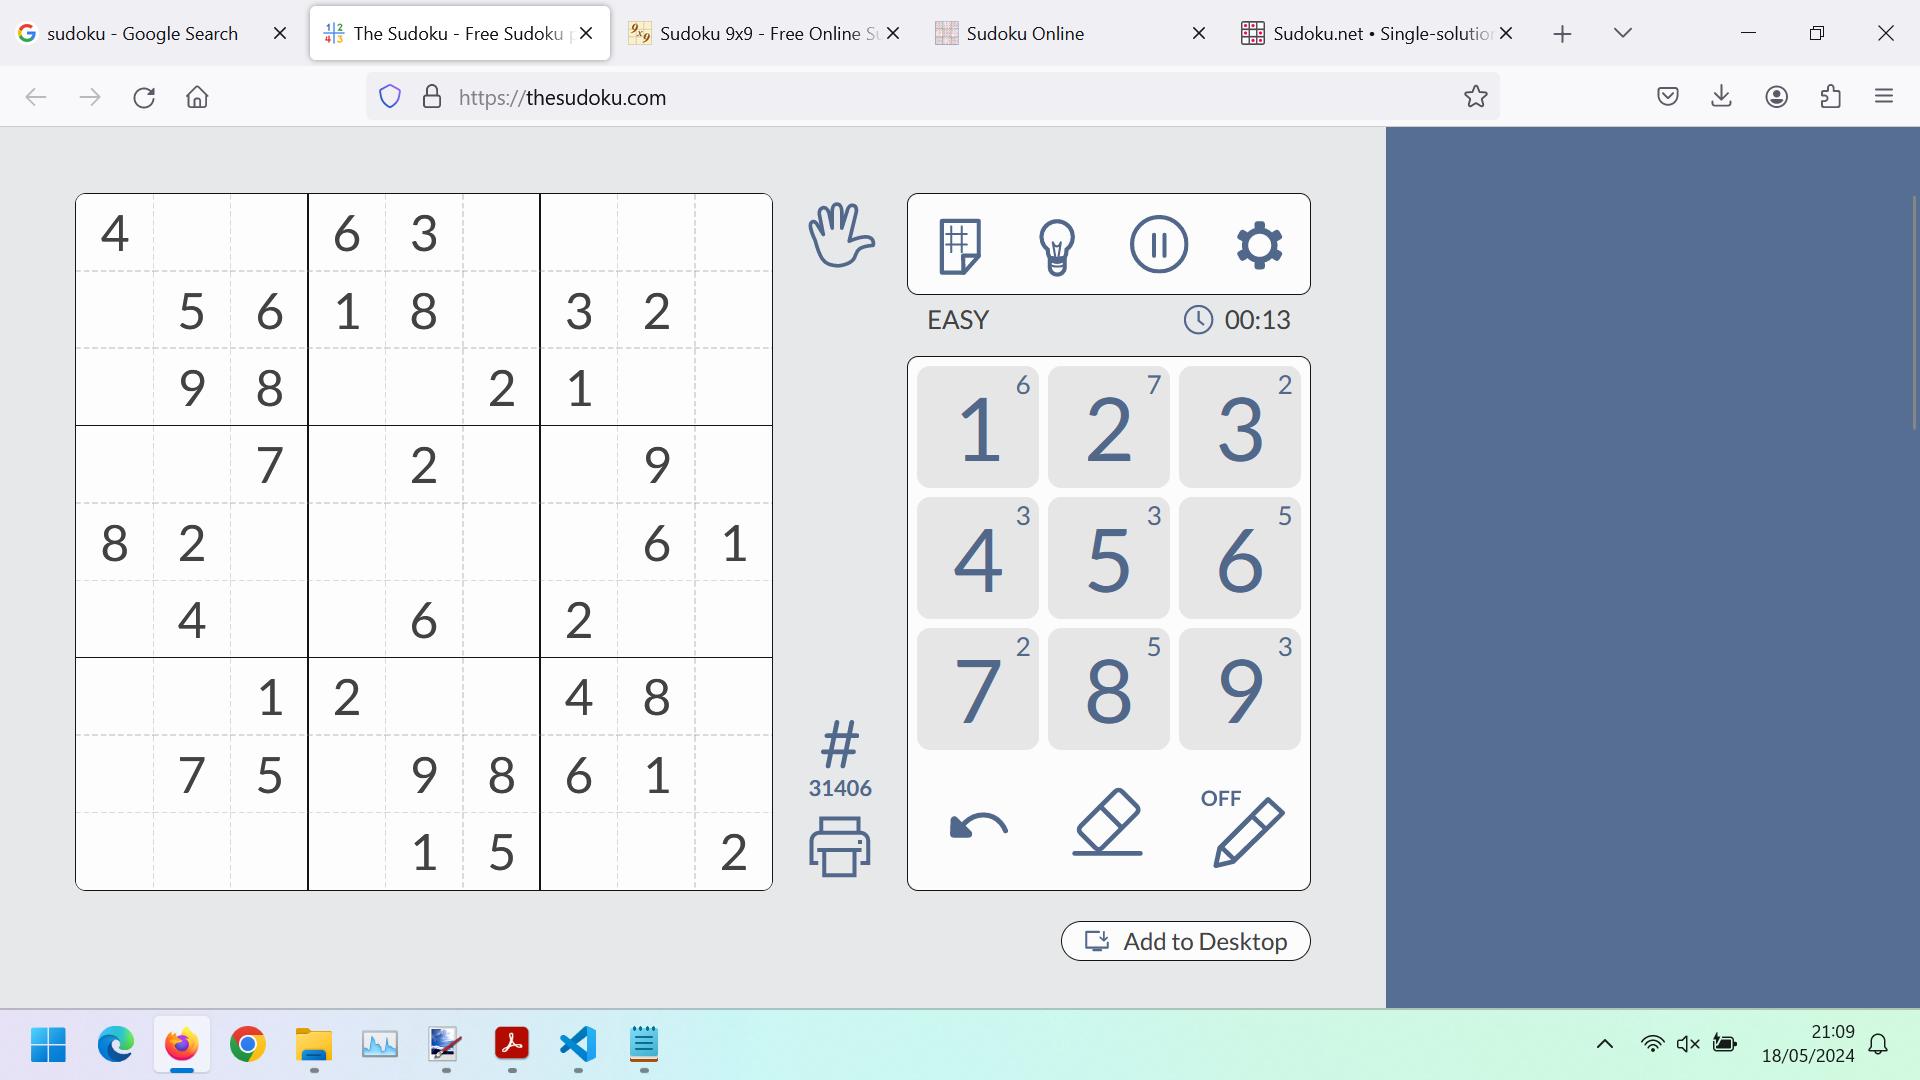 sudoku - Google Search
The Sudoku - Free Sudoku p
Sudoku 9x9 - Free Online Su
Sudoku Online
Sudoku.net • Single-solution
https://thesudoku.com
4 6 3
5 6 1 8 3 2
9 8 2 1
7 2 9
8 2 6 1
4 6 2
1 2 4 8
7 5 9 8 6 1
1 5 2
EASY
00:13
1 6
2 7
3 2
4 3
5 3
6 5
7 2
8 5
9 3
#
31406
OFF
Add to Desktop
21:09
18/05/2024